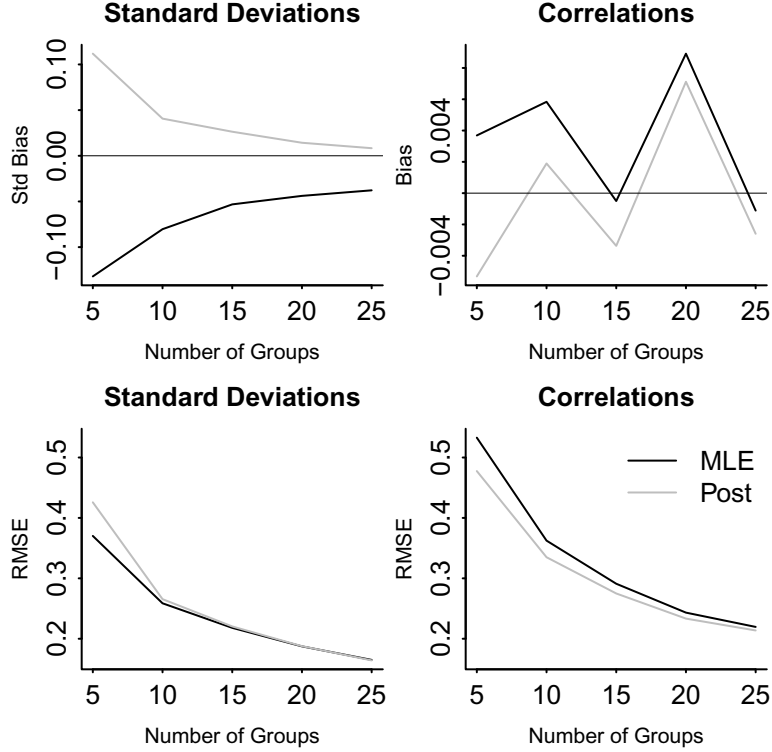 Standard Deviations
Std Bias
0.10
0.00
−0.10
5 10 15 20 25
Number of Groups
Correlations
Bias
0.004
−0.004
5 10 15 20 25
Number of Groups
Standard Deviations
RMSE
0.5
0.4
0.3
0.2
5 10 15 20 25
Number of Groups
Correlations
RMSE
0.5
0.4
0.3
0.2
MLE
Post
5 10 15 20 25
Number of Groups